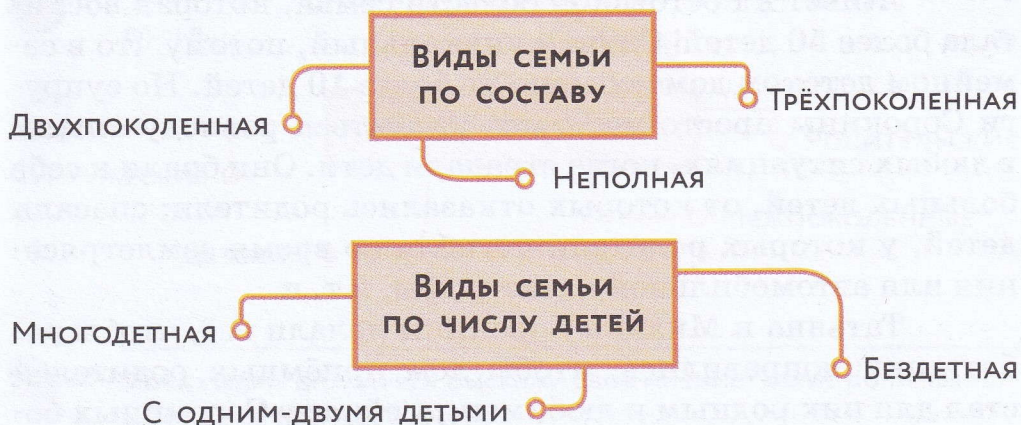 Виды семьи
по составу
Двухпоколенная
Трёхпоколенная
Неполная
Виды семьи
по числу детей
Многодетная
Бездетная
С одним-двумя детьми